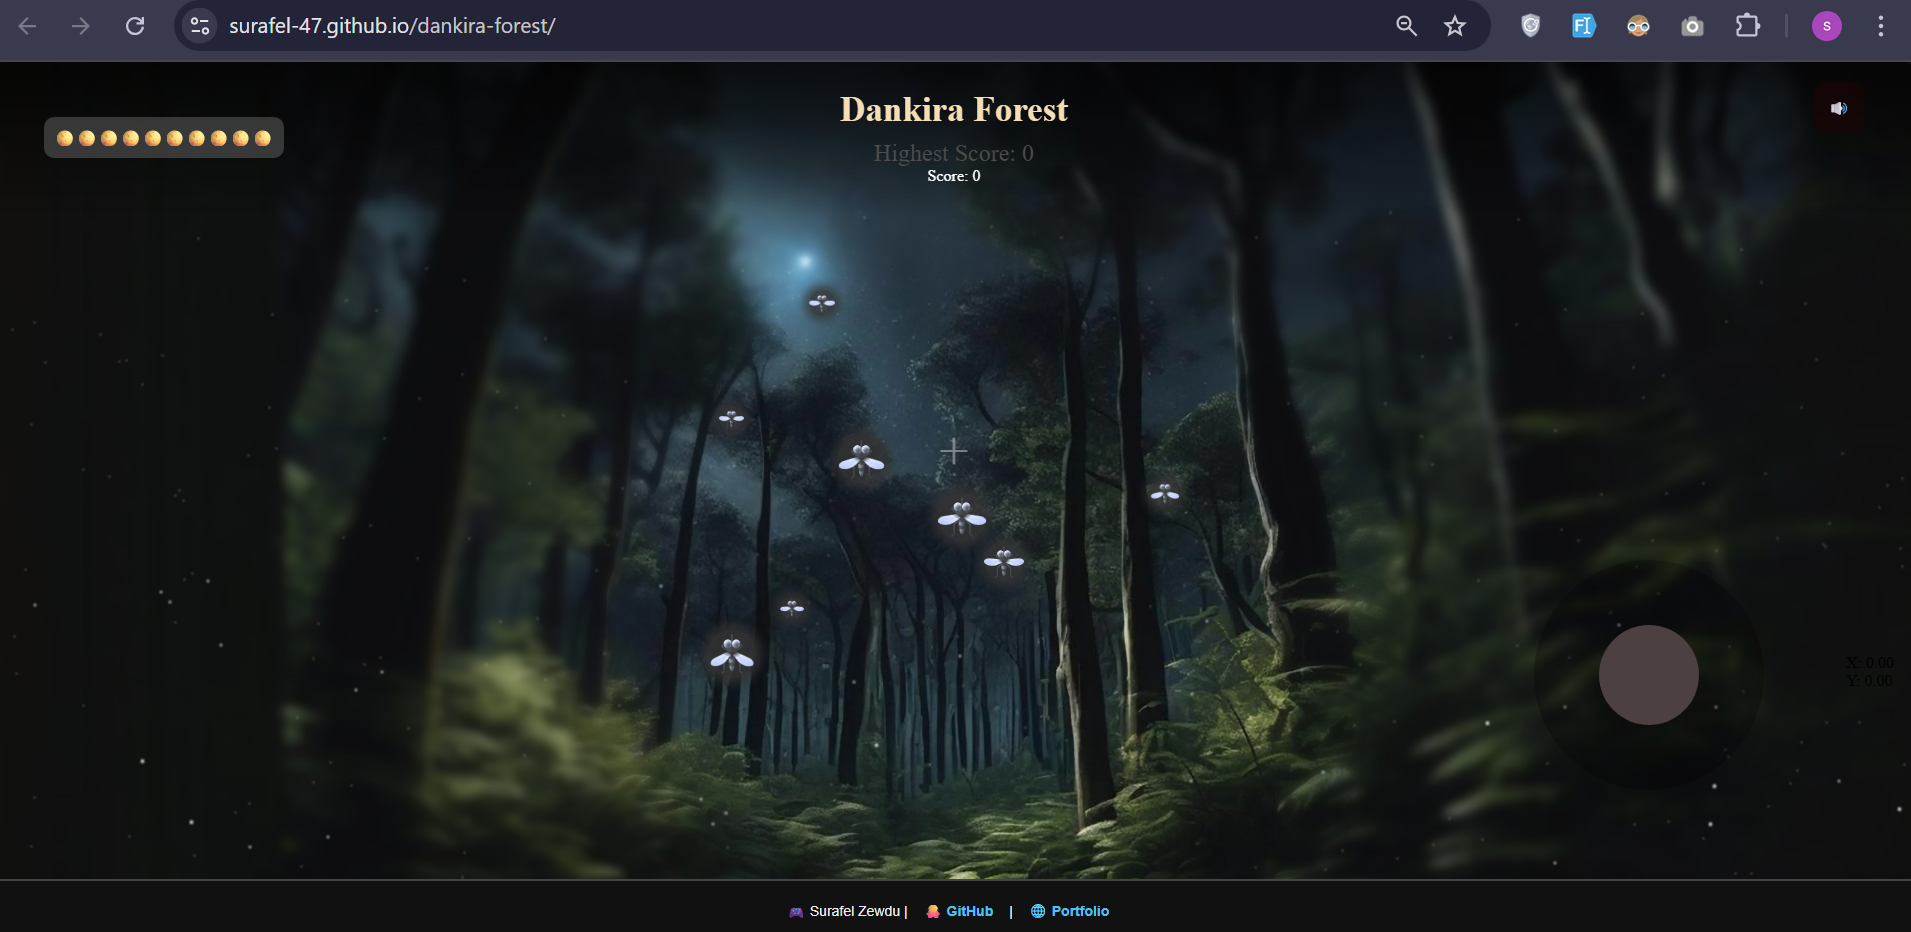 surafel-47.github.io/dankira-forest/
S
Dankira Forest
Highest Score: 0
Score: 0
X: 0.00
Y: 0.00
Surafel Zewdu | GitHub | Portfolio